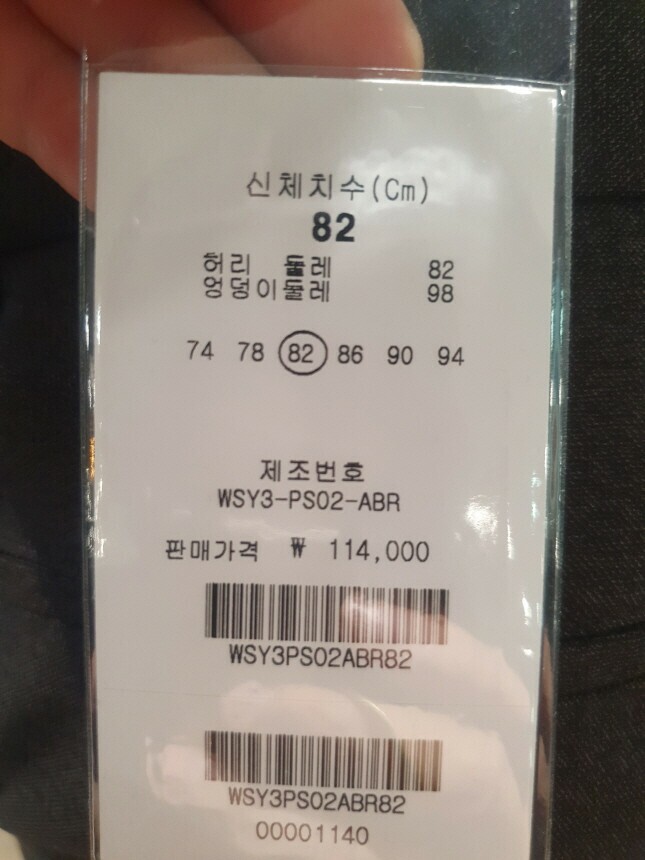 신체치수(Cm)
82
허리 둘레 82
엉덩이둘레 98
74 78 82 86 90 94
제조번호
WSY3-PS02-ABR
판매가격 ₩ 114,000
WSY3PS02ABR82
WSY3PS02ABR82
00001140